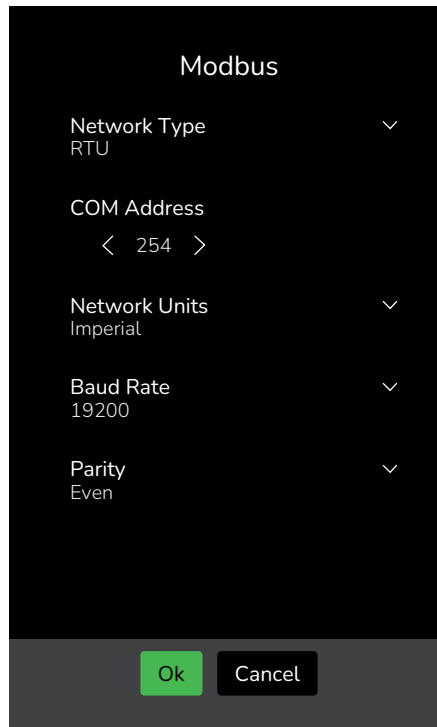 Modbus
Network Type
RTU
COM Address
254
Network Units
Imperial
Baud Rate
19200
Parity
Even
Ok Cancel